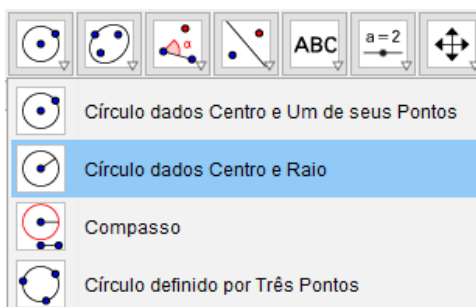 α
ABC
a=2
Círculo dados Centro e Um de seus Pontos
Círculo dados Centro e Raio
Compasso
Círculo definido por Três Pontos